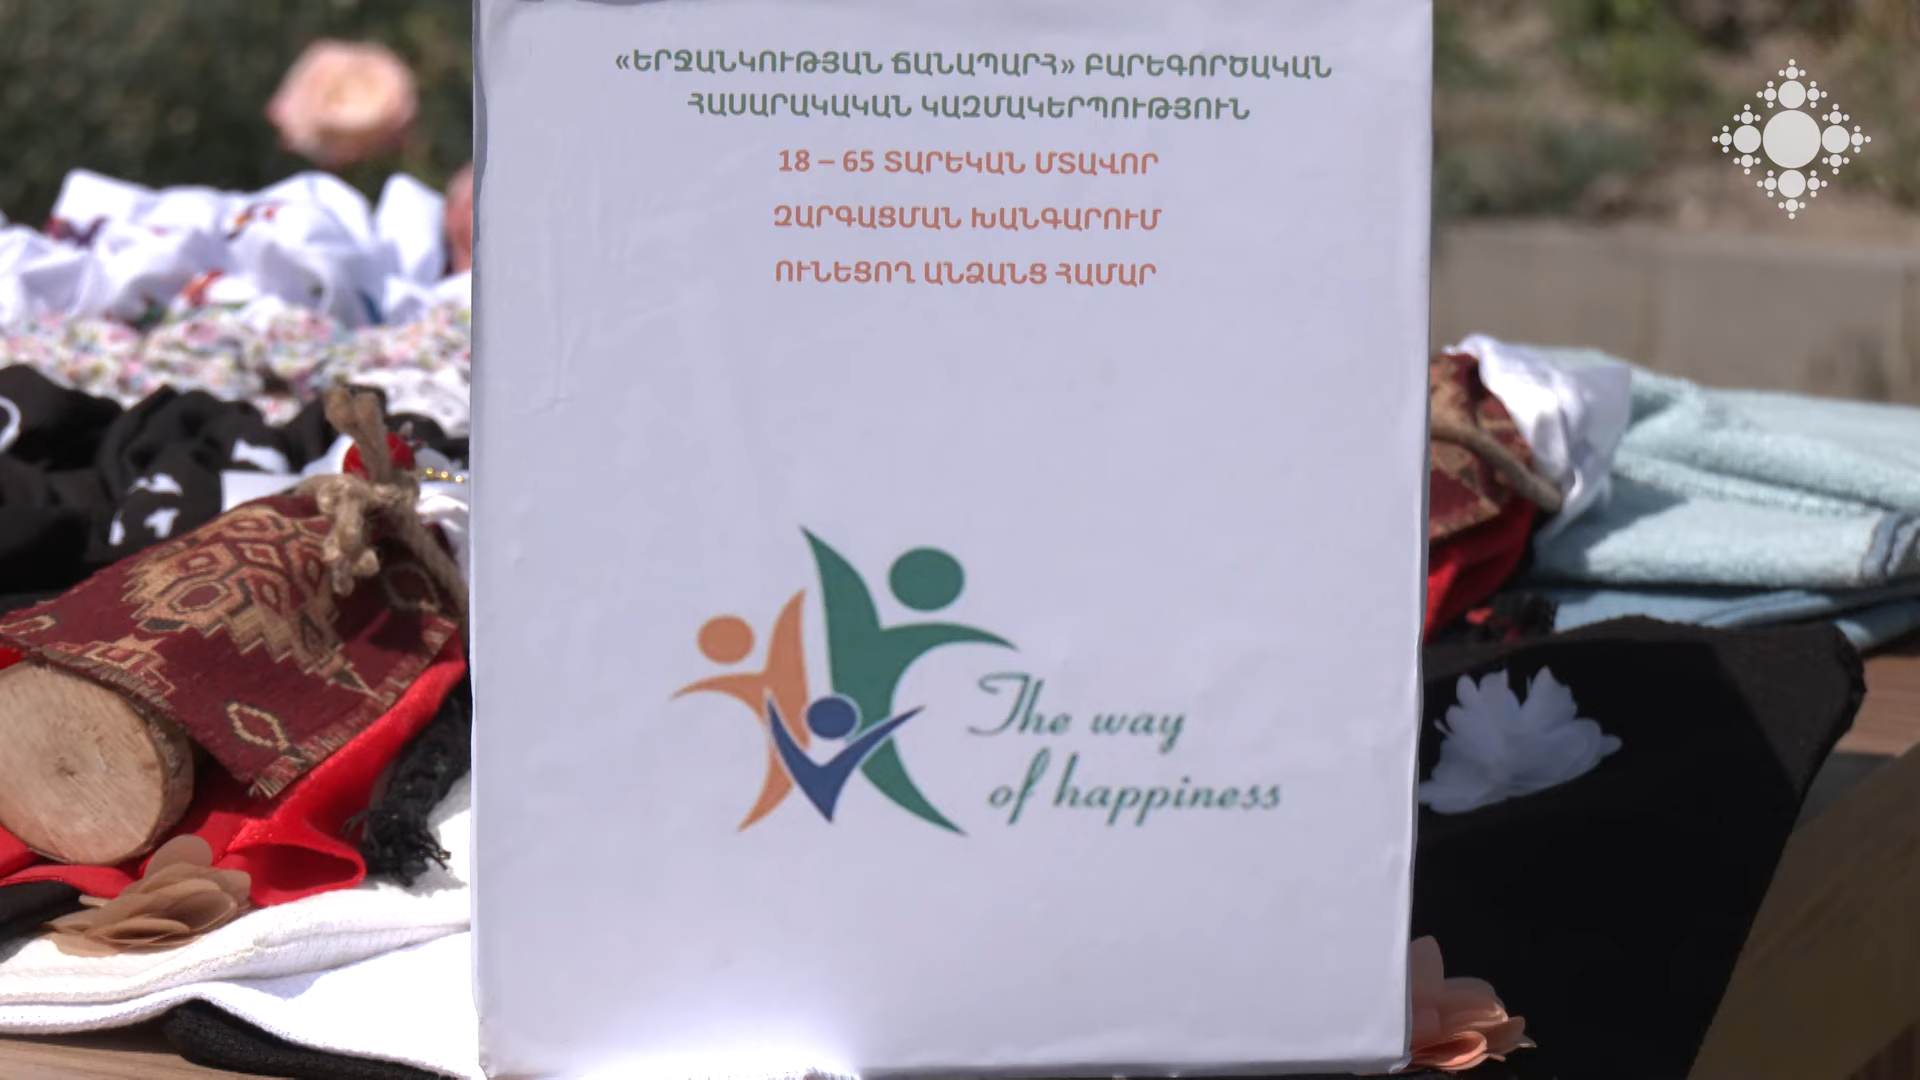 «ԵՐՋԱՆԿՈՒԹՅԱՆ ՃԱՆԱՊԱՐՀ» ԲԱՐԵԳՈՐԾԱԿԱՆ
ՀԱՍԱՐԱԿԱԿԱՆ ԿԱԶՄԱԿԵՐՊՈՒԹՅՈՒՆ
18 – 65 ՏԱՐԵԿԱՆ ՄՏԱՎՈՐ
ԶԱՐԳԱՑՄԱՆ ԽԱՆԳԱՐՈՒՄ
ՈՒՆԵՑՈՂ ԱՆՁԱՆՑ ՀԱՄԱՐ
The way
of happiness